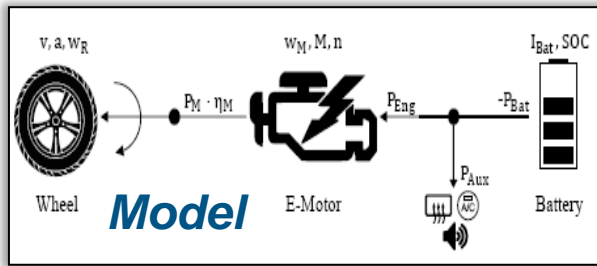 v, a, w_R
w_M, M, n
I_Bat, SOC
P_M · η_M
P_Eng
-P_Bat
P_Aux
A/C
Wheel
Model
E-Motor
Battery